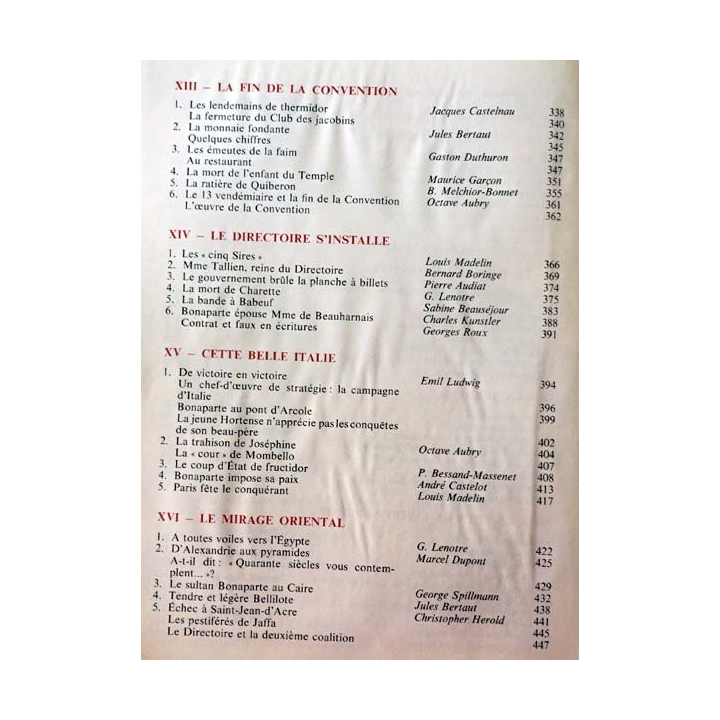 XIII – LA FIN DE LA CONVENTION
1. Les lendemains de thermidor Jacques Castelnau 338
La fermeture du Club des jacobins 340
2. La monnaie fondante Jules Bertaut 342
Quelques chiffres 345
3. Les émeutes de la faim Gaston Duthuron 347
Au restaurant 347
4. La mort de l'enfant du Temple Maurice Garçon 351
5. La ratière de Quiberon B. Melchior-Bonnet 355
6. Le 13 vendémiaire et la fin de la Convention Octave Aubry 361
L'œuvre de la Convention 362
XIV – LE DIRECTOIRE S'INSTALLE
1. Les « cinq Sires » Louis Madelin 366
2. Mme Tallien, reine du Directoire Bernard Boringe 369
3. Le gouvernement brûle la planche à billets Pierre Audiat 374
4. La mort de Charette G. Lenotre 375
5. La bande à Babeuf Sabine Beauséjour 383
6. Bonaparte épouse Mme de Beauharnais Charles Kunstler 388
Contrat et faux en écritures Georges Roux 391
XV – CETTE BELLE ITALIE
1. De victoire en victoire Emil Ludwig 394
Un chef-d'œuvre de stratégie : la campagne
d'Italie 396
Bonaparte au pont d'Arcole 399
La jeune Hortense n'apprécie pas les conquêtes
de son beau-père 402
2. La trahison de Joséphine Octave Aubry 404
La « cour » de Mombello 407
3. Le coup d'État de fructidor P. Bessand-Massenet 408
4. Bonaparte impose sa paix André Castelot 413
5. Paris fête le conquérant Louis Madelin 417
XVI – LE MIRAGE ORIENTAL
1. A toutes voiles vers l'Égypte G. Lenotre 422
2. D'Alexandrie aux pyramides Marcel Dupont 425
A-t-il dit : « Quarante siècles vous contem-
plent... »? 429
3. Le sultan Bonaparte au Caire George Spillmann 432
4. Tendre et légère Bellilote Jules Bertaut 438
5. Échec à Saint-Jean-d'Acre Christopher Herold 441
Les pestiférés de Jaffa 445
Le Directoire et la deuxième coalition 447